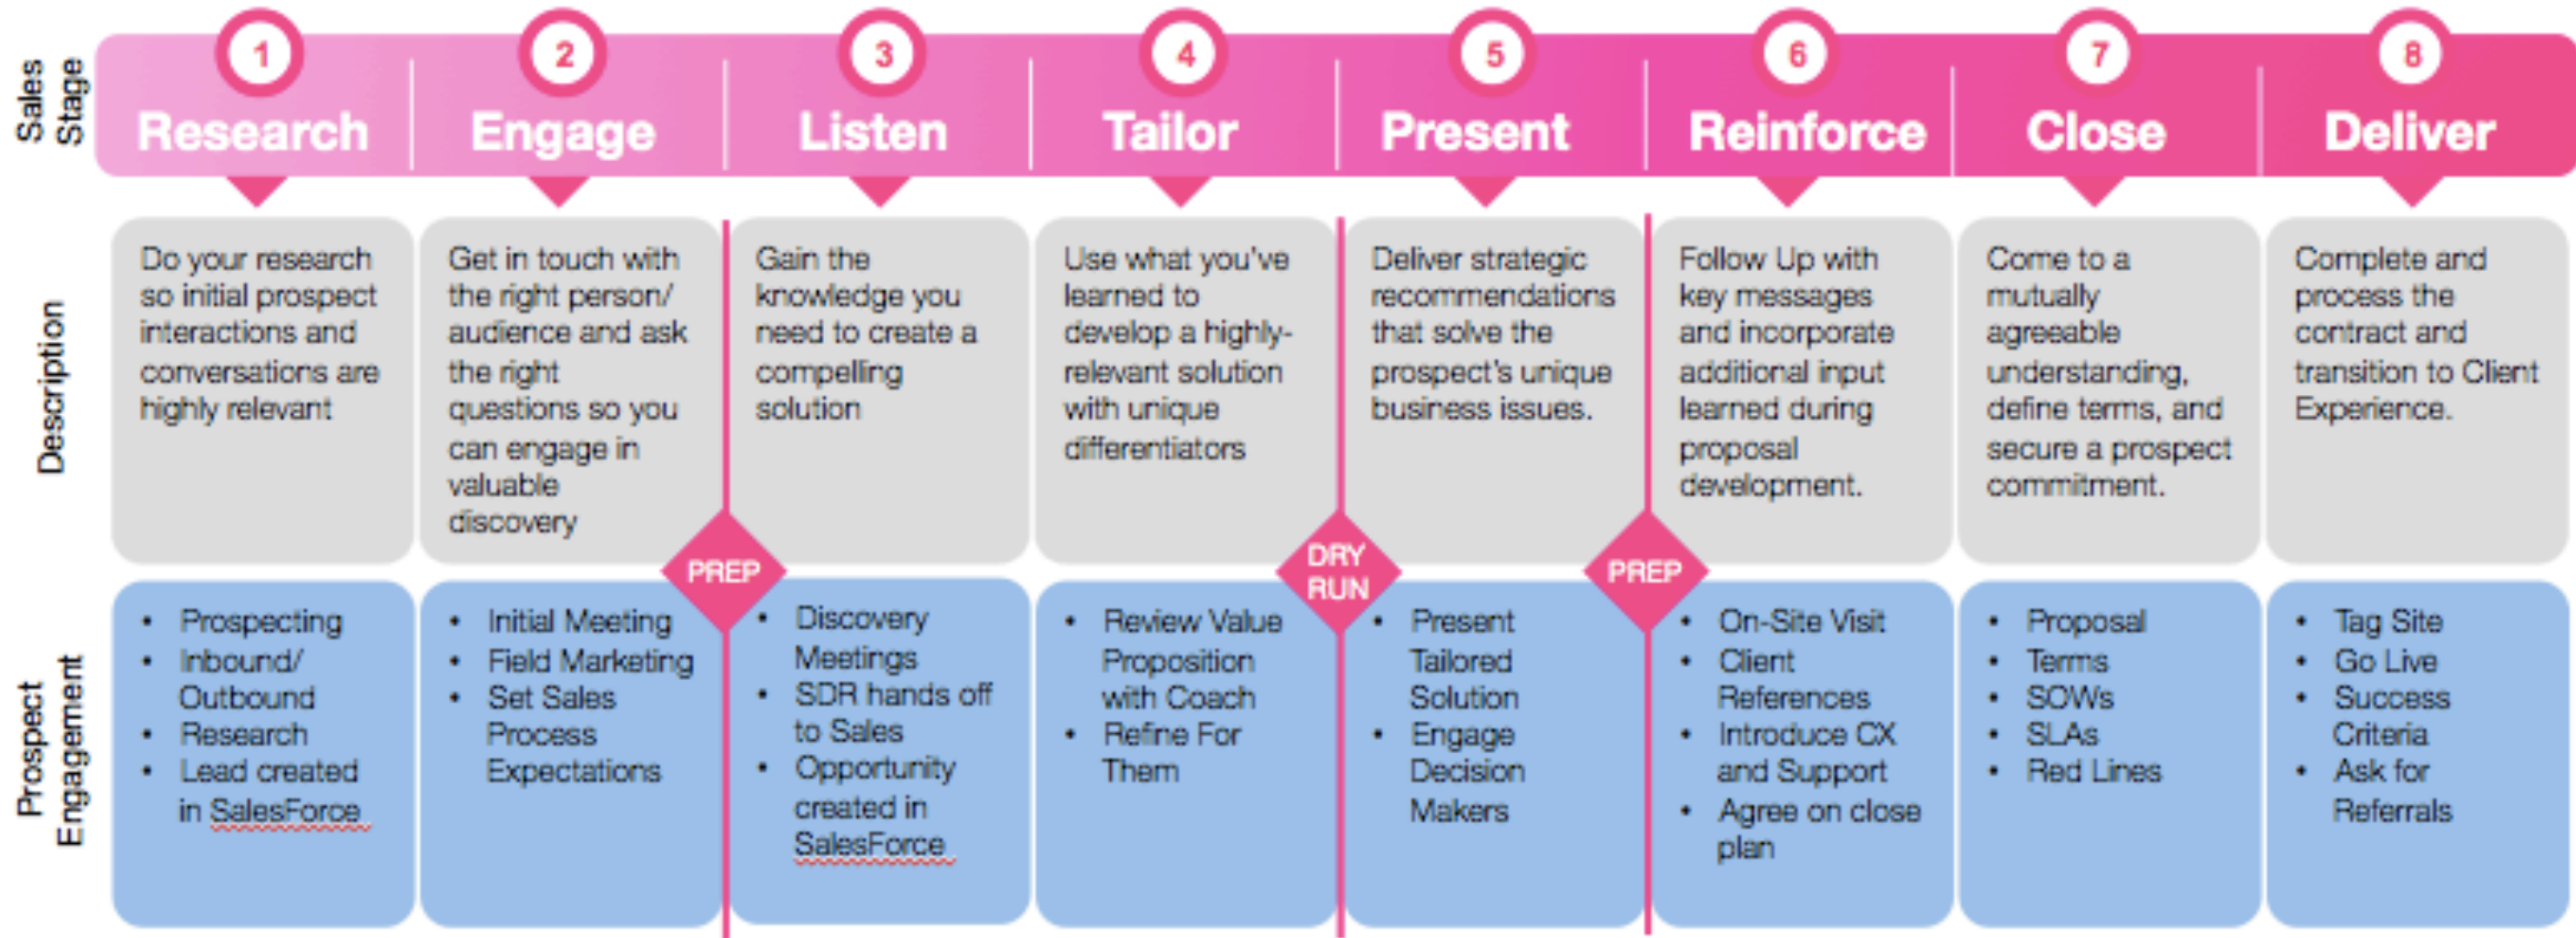 Sales
Stage
1
Research
2
Engage
3
Listen
4
Tailor
5
Present
6
Reinforce
7
Close
8
Deliver
Description
Do your research
so initial prospect
interactions and
conversations are
highly relevant
Get in touch with
the right person/
audience and ask
the right
questions so you
can engage in
valuable
discovery
Gain the
knowledge you
need to create a
compelling
solution
Use what you've
learned to
develop a highly-
relevant solution
with unique
differentiators
Deliver strategic
recommendations
that solve the
prospect's unique
business issues.
Follow Up with
key messages
and incorporate
additional input
learned during
proposal
development.
Come to a
mutually
agreeable
understanding,
define terms, and
secure a prospect
commitment.
Complete and
process the
contract and
transition to Client
Experience.
PREP
DRY
RUN
PREP
Prospect
Engagement
• Prospecting
• Inbound/
Outbound
• Research
• Lead created
in SalesForce
• Initial Meeting
• Field Marketing
• Set Sales
Process
Expectations
• Discovery
Meetings
• SDR hands off
to Sales
• Opportunity
created in
SalesForce
• Review Value
Proposition
with Coach
• Refine For
Them
• Present
Tailored
Solution
• Engage
Decision
Makers
• On-Site Visit
• Client
References
• Introduce CX
and Support
• Agree on close
plan
• Proposal
• Terms
• SOWs
• SLAs
• Red Lines
• Tag Site
• Go Live
• Success
Criteria
• Ask for
Referrals